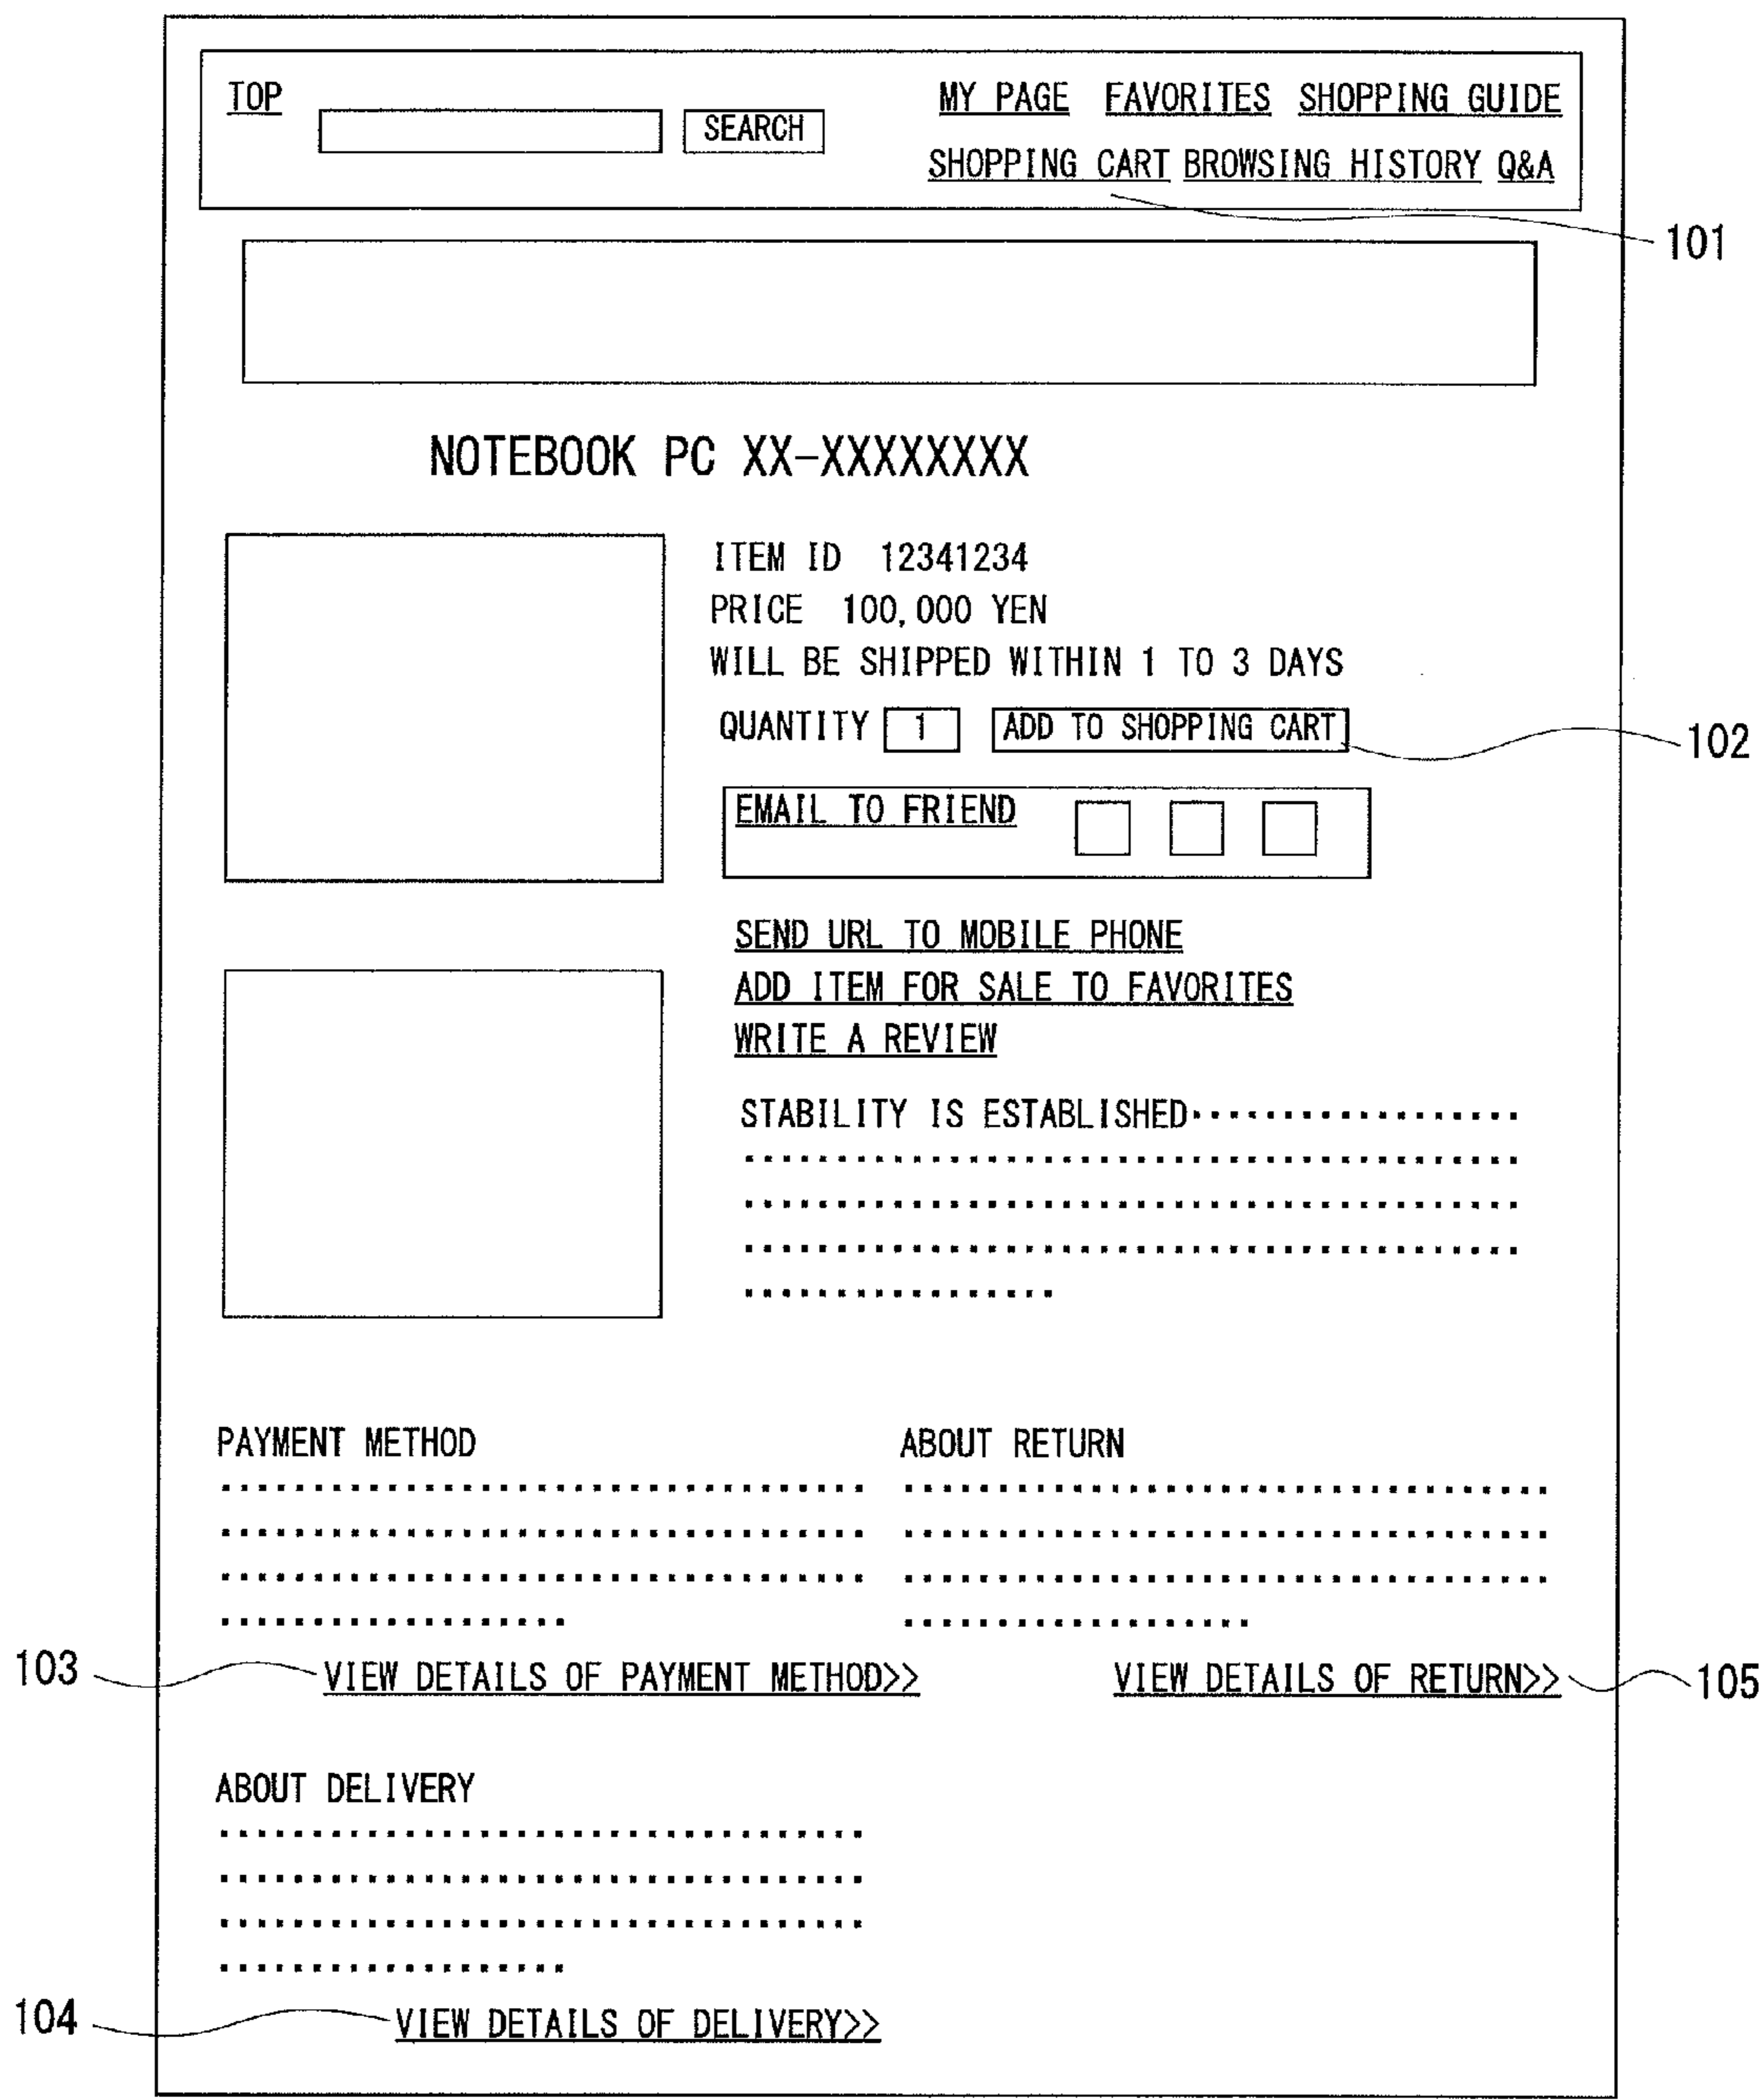 TOP
SEARCH
MY PAGE FAVORITES SHOPPING GUIDE
SHOPPING CART BROWSING HISTORY Q&A
101
NOTEBOOK PC XX-XXXXXXXX
ITEM ID 12341234
PRICE 100,000 YEN
WILL BE SHIPPED WITHIN 1 TO 3 DAYS
QUANTITY 1 ADD TO SHOPPING CART
102
EMAIL TO FRIEND
SEND URL TO MOBILE PHONE
ADD ITEM FOR SALE TO FAVORITES
WRITE A REVIEW
STABILITY IS ESTABLISHED
PAYMENT METHOD
103
VIEW DETAILS OF PAYMENT METHOD>>
ABOUT RETURN
VIEW DETAILS OF RETURN>>
105
ABOUT DELIVERY
104
VIEW DETAILS OF DELIVERY>>